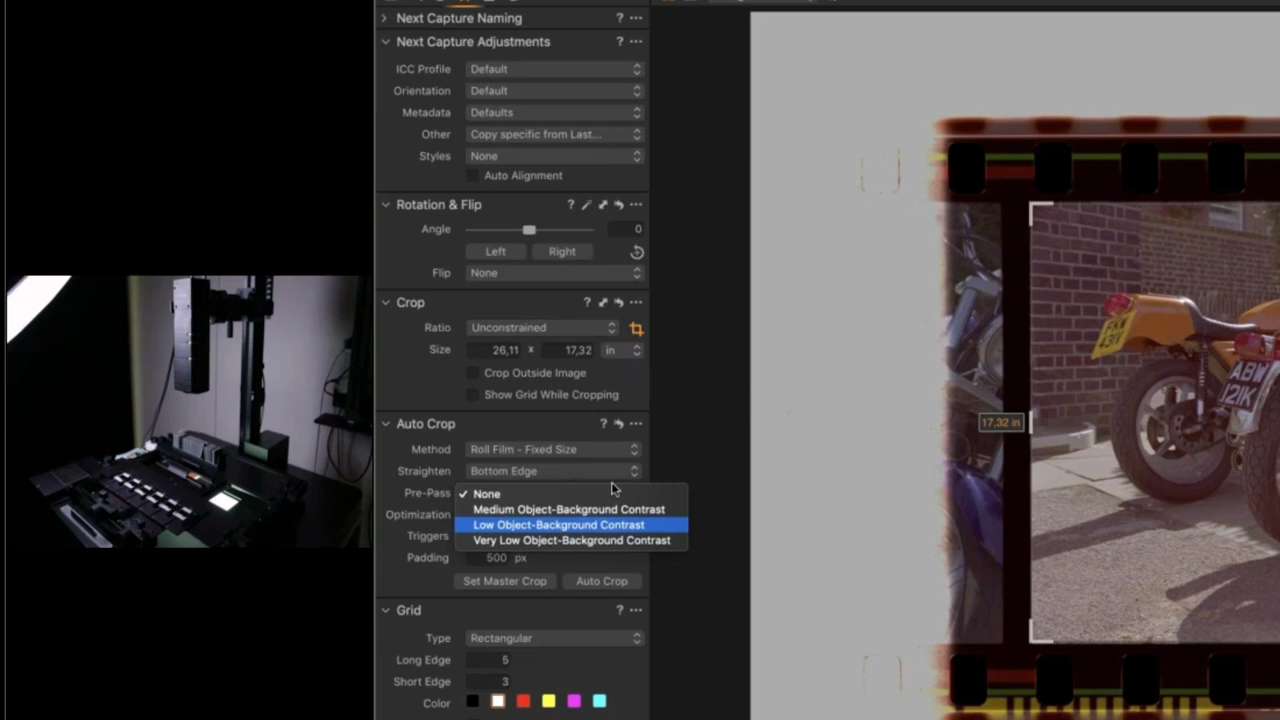 Next Capture Naming ?
Next Capture Adjustments ?
ICC Profile Default
Orientation Default
Metadata Defaults
Other Copy specific from Last...
Styles None
Auto Alignment
Rotation & Flip ?
Angle 0
Left Right
Flip None
Crop ?
Ratio Unconstrained
Size 26,11 x 17,32 in
Crop Outside Image
Show Grid While Cropping
Auto Crop ?
Method Roll Film - Fixed Size
Straighten Bottom Edge
Pre-Pass ✓ None
Medium Object-Background Contrast
Optimization
Low Object-Background Contrast
Triggers
Very Low Object-Background Contrast
Padding 500 px
Set Master Crop Auto Crop
Grid ?
Type Rectangular
Long Edge 5
Short Edge 3
Color
17,32 in
FKW
431V
ABW
121K